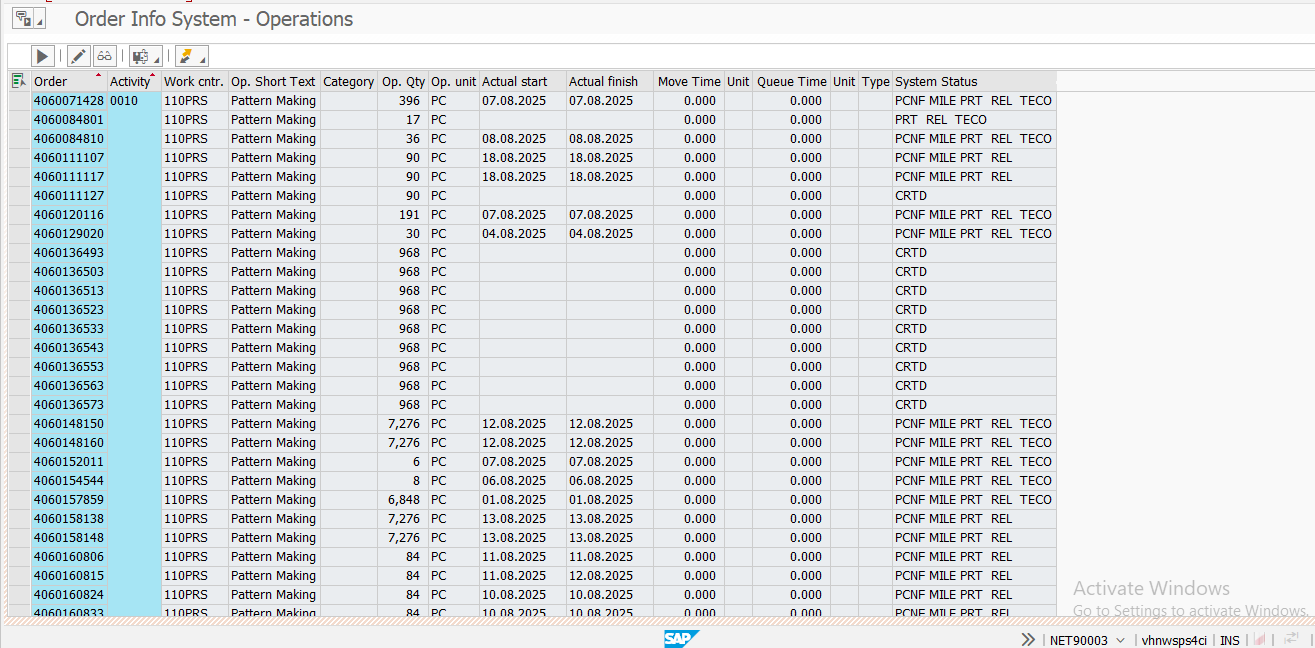 Order Info System - Operations
Order Activity Work cntr. Op. Short Text Category Op. Qty Op. unit Actual start Actual finish Move Time Unit Queue Time Unit Type System Status
4060071428 0010 110PRS Pattern Making 396 PC 07.08.2025 07.08.2025 0.000 0.000 PCNF MILE PRT REL TECO
4060084801 110PRS Pattern Making 17 PC 0.000 0.000 PRT REL TECO
4060084810 110PRS Pattern Making 36 PC 08.08.2025 08.08.2025 0.000 0.000 PCNF MILE PRT REL TECO
4060111107 110PRS Pattern Making 90 PC 18.08.2025 18.08.2025 0.000 0.000 PCNF MILE PRT REL
4060111117 110PRS Pattern Making 90 PC 18.08.2025 18.08.2025 0.000 0.000 PCNF MILE PRT REL
4060111127 110PRS Pattern Making 90 PC 0.000 0.000 CRTD
4060120116 110PRS Pattern Making 191 PC 07.08.2025 07.08.2025 0.000 0.000 PCNF MILE PRT REL TECO
4060129020 110PRS Pattern Making 30 PC 04.08.2025 04.08.2025 0.000 0.000 PCNF MILE PRT REL TECO
4060136493 110PRS Pattern Making 968 PC 0.000 0.000 CRTD
4060136503 110PRS Pattern Making 968 PC 0.000 0.000 CRTD
4060136513 110PRS Pattern Making 968 PC 0.000 0.000 CRTD
4060136523 110PRS Pattern Making 968 PC 0.000 0.000 CRTD
4060136533 110PRS Pattern Making 968 PC 0.000 0.000 CRTD
4060136543 110PRS Pattern Making 968 PC 0.000 0.000 CRTD
4060136553 110PRS Pattern Making 968 PC 0.000 0.000 CRTD
4060136563 110PRS Pattern Making 968 PC 0.000 0.000 CRTD
4060136573 110PRS Pattern Making 968 PC 0.000 0.000 CRTD
4060148150 110PRS Pattern Making 7,276 PC 12.08.2025 12.08.2025 0.000 0.000 PCNF MILE PRT REL TECO
4060148160 110PRS Pattern Making 7,276 PC 12.08.2025 12.08.2025 0.000 0.000 PCNF MILE PRT REL TECO
4060152011 110PRS Pattern Making 6 PC 07.08.2025 07.08.2025 0.000 0.000 PCNF MILE PRT REL TECO
4060154544 110PRS Pattern Making 8 PC 06.08.2025 06.08.2025 0.000 0.000 PCNF MILE PRT REL TECO
4060157859 110PRS Pattern Making 6,848 PC 01.08.2025 01.08.2025 0.000 0.000 PCNF MILE PRT REL TECO
4060158138 110PRS Pattern Making 7,276 PC 13.08.2025 13.08.2025 0.000 0.000 PCNF MILE PRT REL
4060158148 110PRS Pattern Making 7,276 PC 13.08.2025 13.08.2025 0.000 0.000 PCNF MILE PRT REL
4060160806 110PRS Pattern Making 84 PC 11.08.2025 11.08.2025 0.000 0.000 PCNF MILE PRT REL
4060160815 110PRS Pattern Making 84 PC 11.08.2025 12.08.2025 0.000 0.000 PCNF MILE PRT REL
4060160824 110PRS Pattern Making 84 PC 10.08.2025 10.08.2025 0.000 0.000 PCNF MILE PRT REL
4060160833 110PRS Pattern Making 84 PC 10.08.2025 10.08.2025 0.000 0.000 PCNF MILE PRT REL
Activate Windows
Go to Settings to activate Windows.
SAP
NET90003 vhnwsps4ci INS